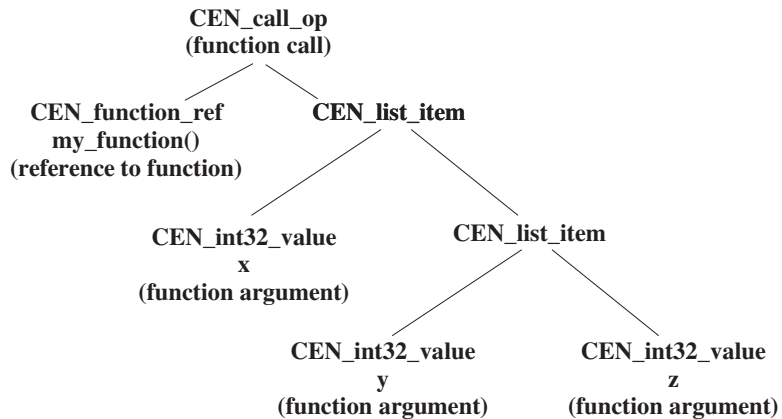 CEN_call_op
(function call)
CEN_function_ref
my_function()
(reference to function)
CEN_list_item
CEN_int32_value
x
(function argument)
CEN_list_item
CEN_int32_value
y
(function argument)
CEN_int32_value
z
(function argument)